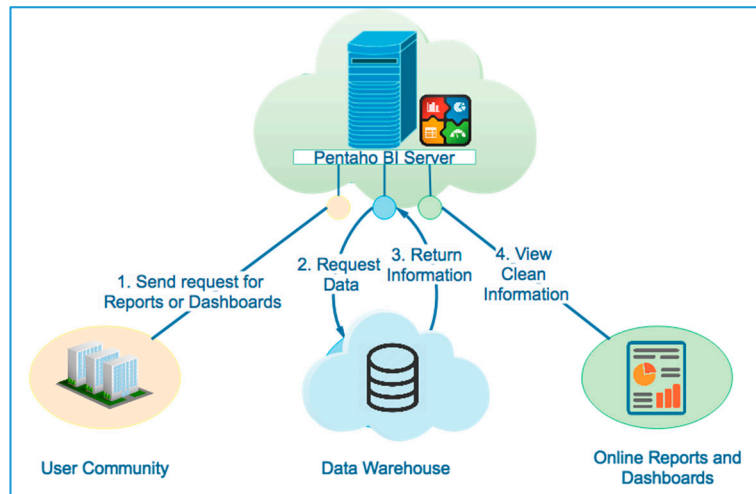 Pentaho BI Server
1. Send request for
Reports or Dashboards
2. Request
Data
3. Return
Information
4. View
Clean
Information
User Community
Data Warehouse
Online Reports and
Dashboards